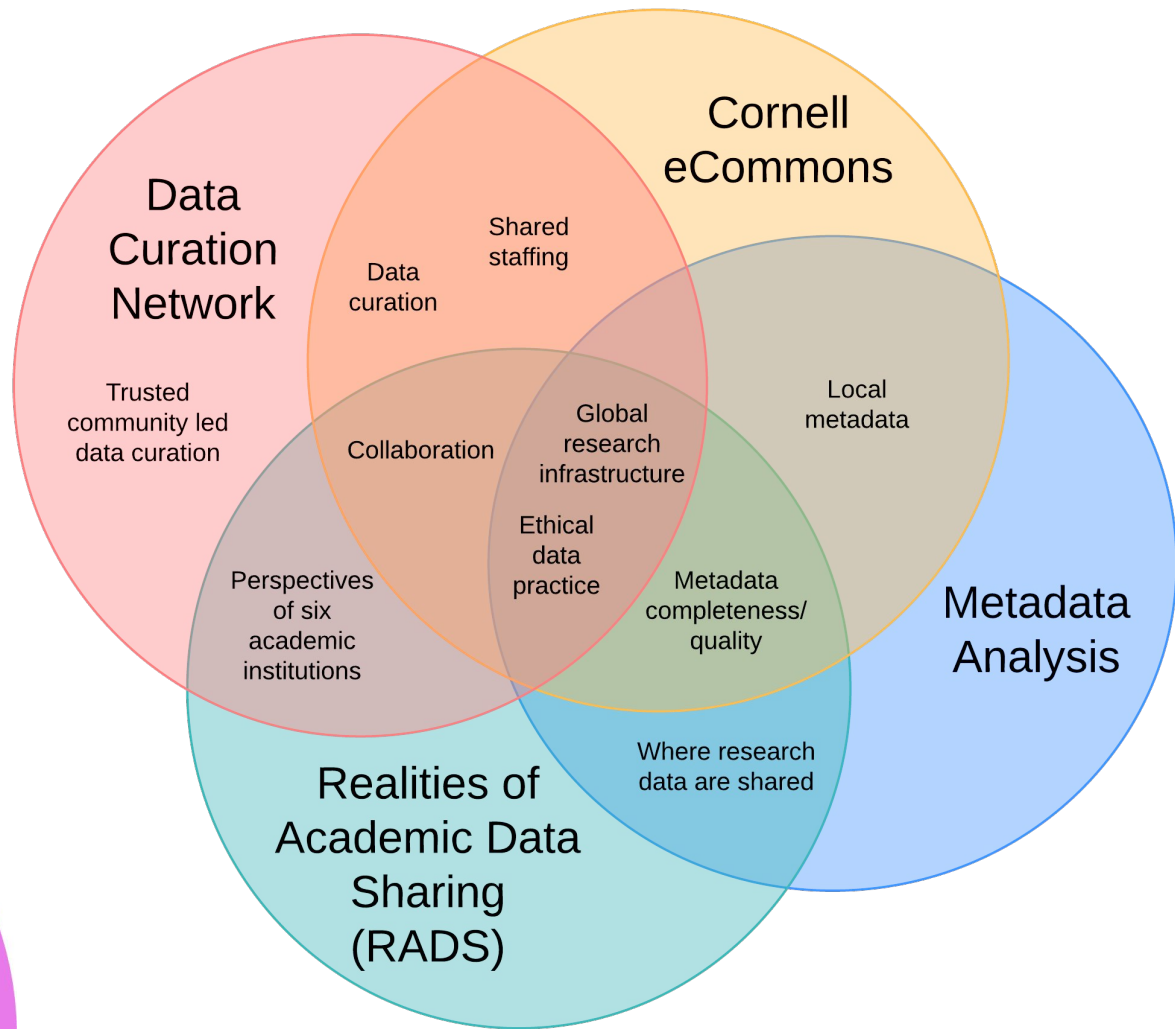 Cornell
eCommons
Data
Curation
Network
Shared
staffing
Data
curation
Trusted
community led
data curation
Local
metadata
Collaboration
Global
research
infrastructure
Ethical
data
practice
Perspectives
of six
academic
institutions
Metadata
completeness/
quality
Metadata
Analysis
Where research
data are shared
Realities of
Academic Data
Sharing
(RADS)